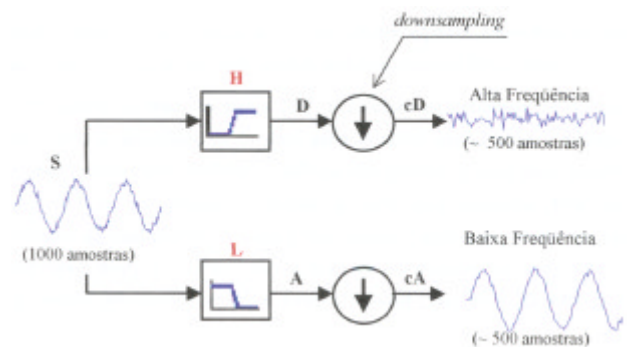 downsampling
H
D
cD
Alta Freqüência
(~ 500 amostras)
S
(1000 amostras)
L
A
cA
Baixa Freqüência
(~ 500 amostras)